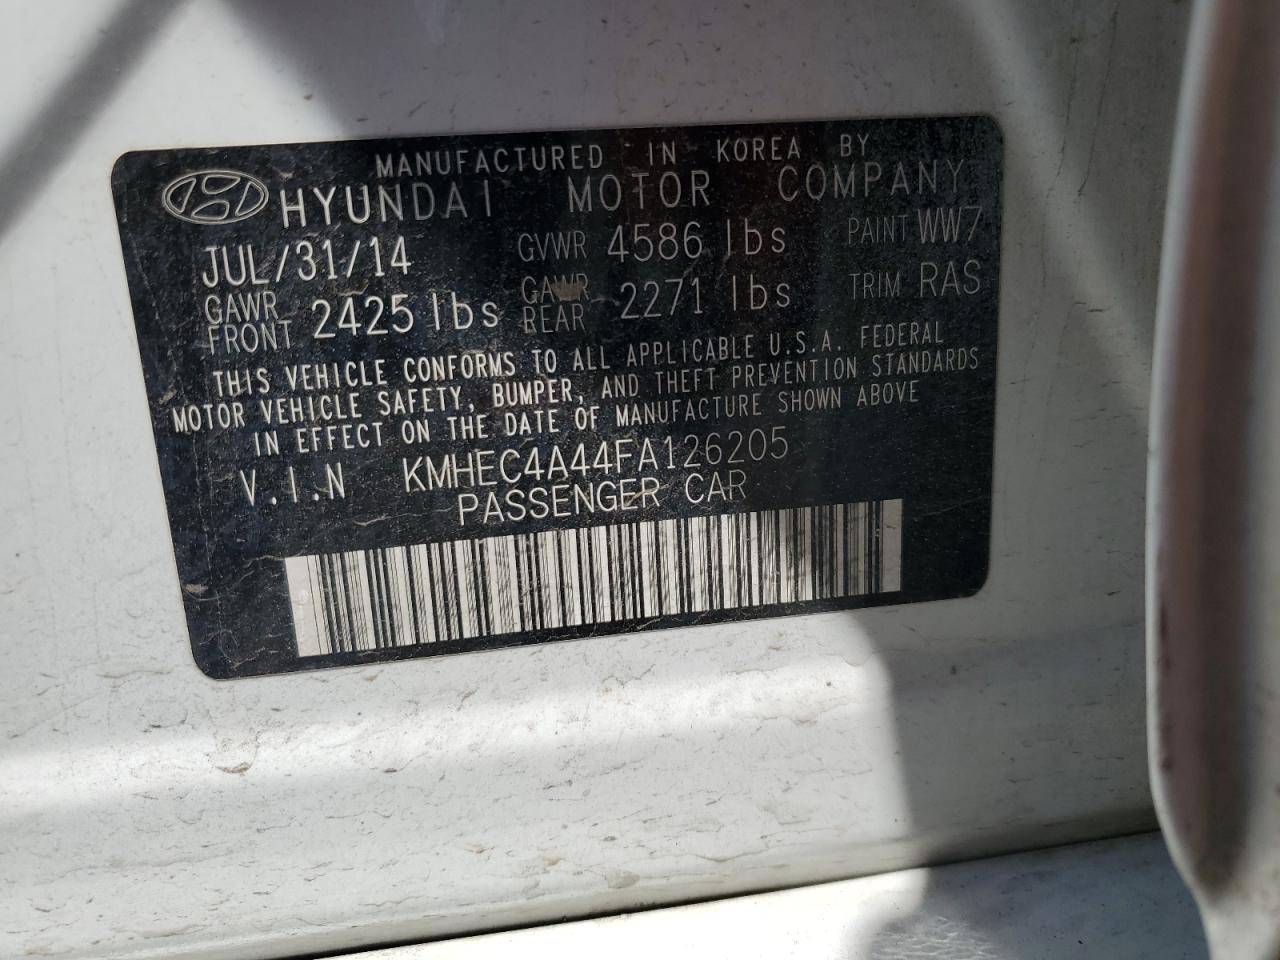 MANUFACTURED IN KOREA BY
HYUNDAI MOTOR COMPANY
JUL/31/14 GVWR 4586 lbs PAINT WW7
GAWR FRONT 2425 lbs GAWR REAR 2271 lbs TRIM RAS
THIS VEHICLE CONFORMS TO ALL APPLICABLE U.S.A. FEDERAL
MOTOR VEHICLE SAFETY, BUMPER, AND THEFT PREVENTION STANDARDS
IN EFFECT ON THE DATE OF MANUFACTURE SHOWN ABOVE
V.I.N KMHEC4A44FA126205
PASSENGER CAR